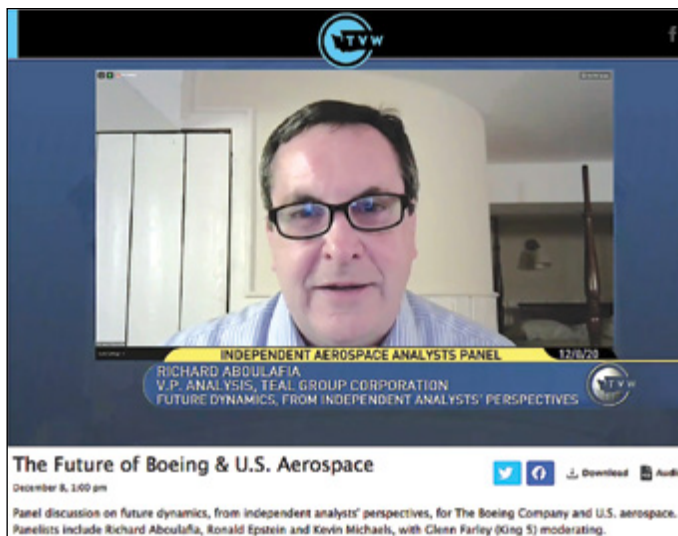 TVW
INDEPENDENT AEROSPACE ANALYSTS PANEL 12/8/20
RICHARD ABOULAFIA
V.P. ANALYSIS, TEAL GROUP CORPORATION
FUTURE DYNAMICS, FROM INDEPENDENT ANALYSTS' PERSPECTIVES
TVW
The Future of Boeing & U.S. Aerospace
December 8, 1:00 pm
Download Audi
Panel discussion on future dynamics, from independent analysts' perspectives, for The Boeing Company and U.S. aerospace.
Panelists include Richard Aboulafia, Ronald Epstein and Kevin Michaels, with Glenn Farley (King 5) moderating.